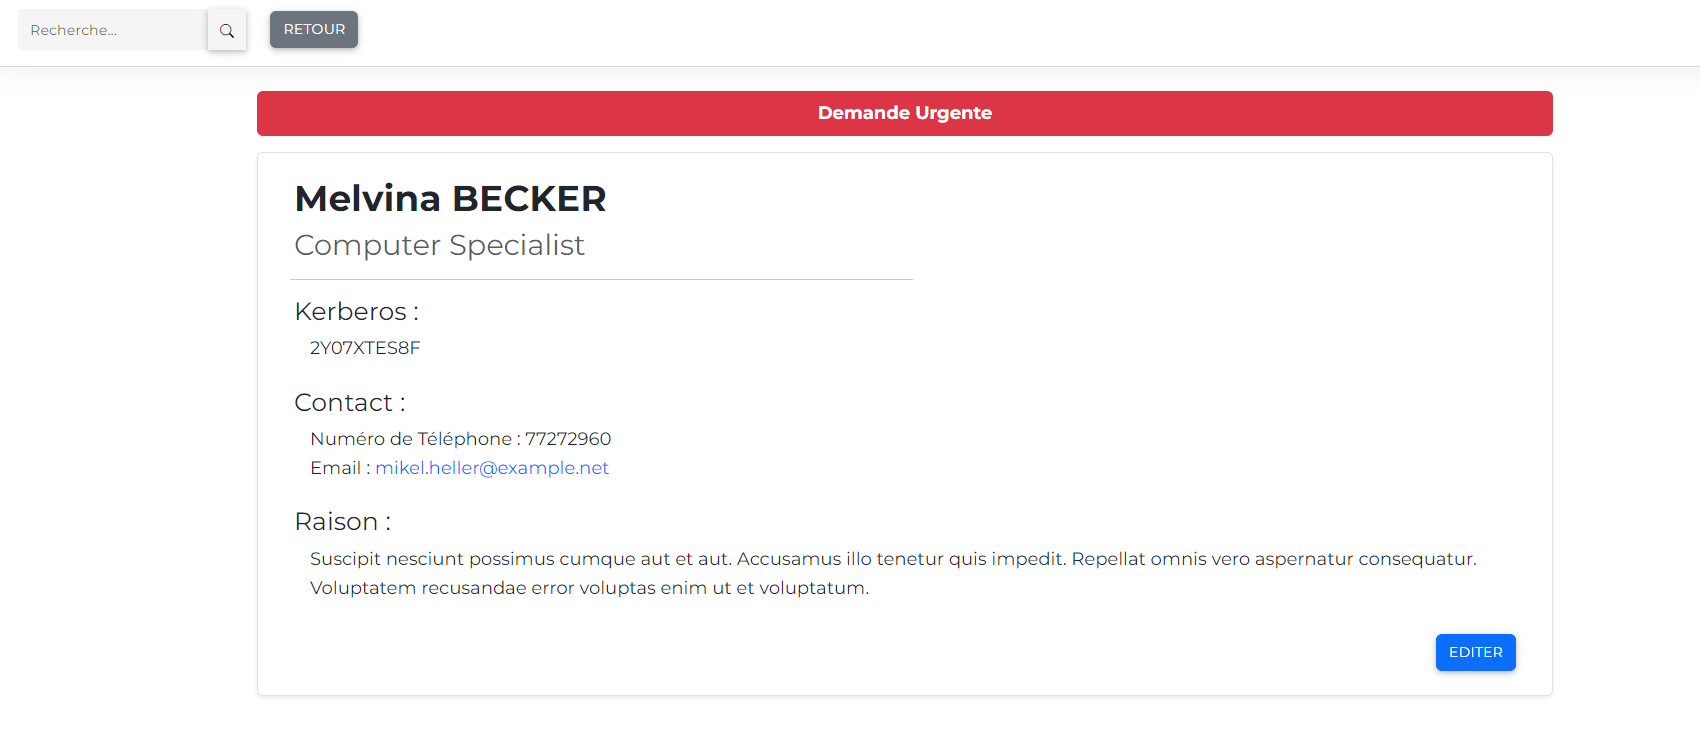 Recherche...
RETOUR
Demande Urgente
Melvina BECKER
Computer Specialist
Kerberos :
2Y07XTES8F
Contact :
Numéro de Téléphone : 77272960
Email : mikel.heller@example.net
Raison :
Suscipit nesciunt possimus cumque aut et aut. Accusamus illo tenetur quis impedit. Repellat omnis vero aspernatur consequatur.
Voluptatem recusandae error voluptas enim ut et voluptatum.
EDITER